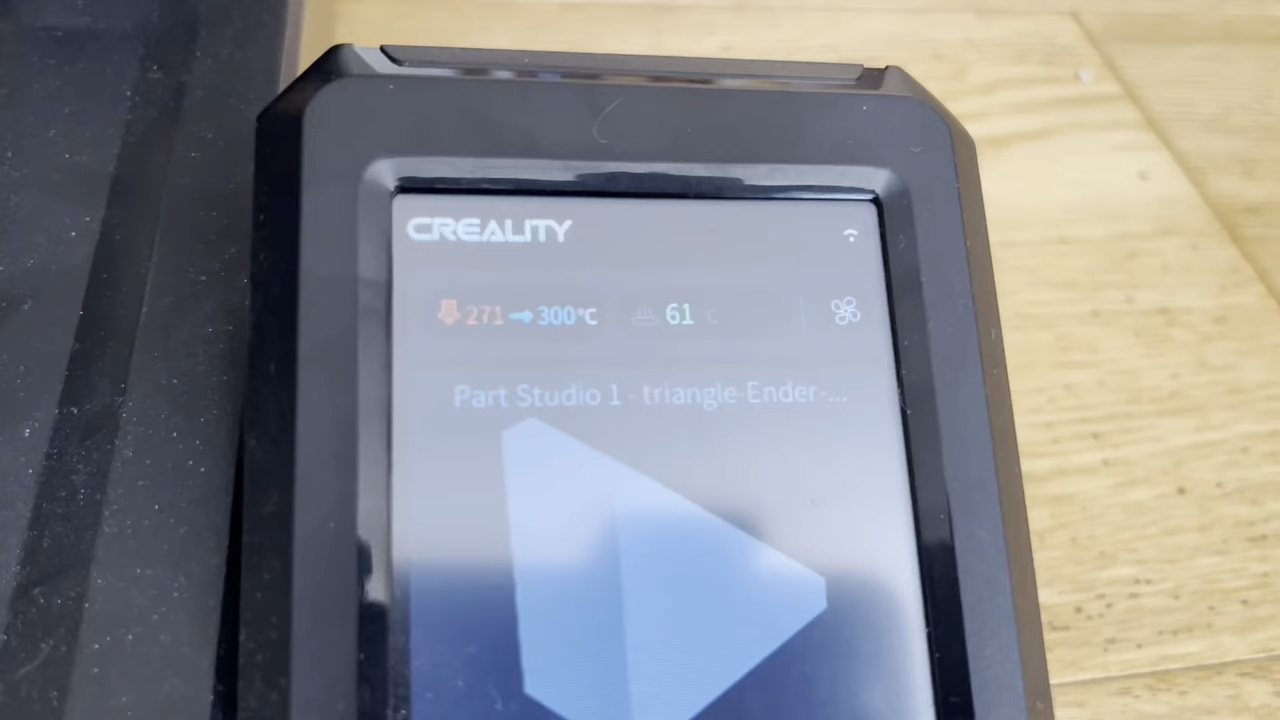 CREALITY
271 → 300°C 61 C
Part Studio 1 - triangle-Ender-...